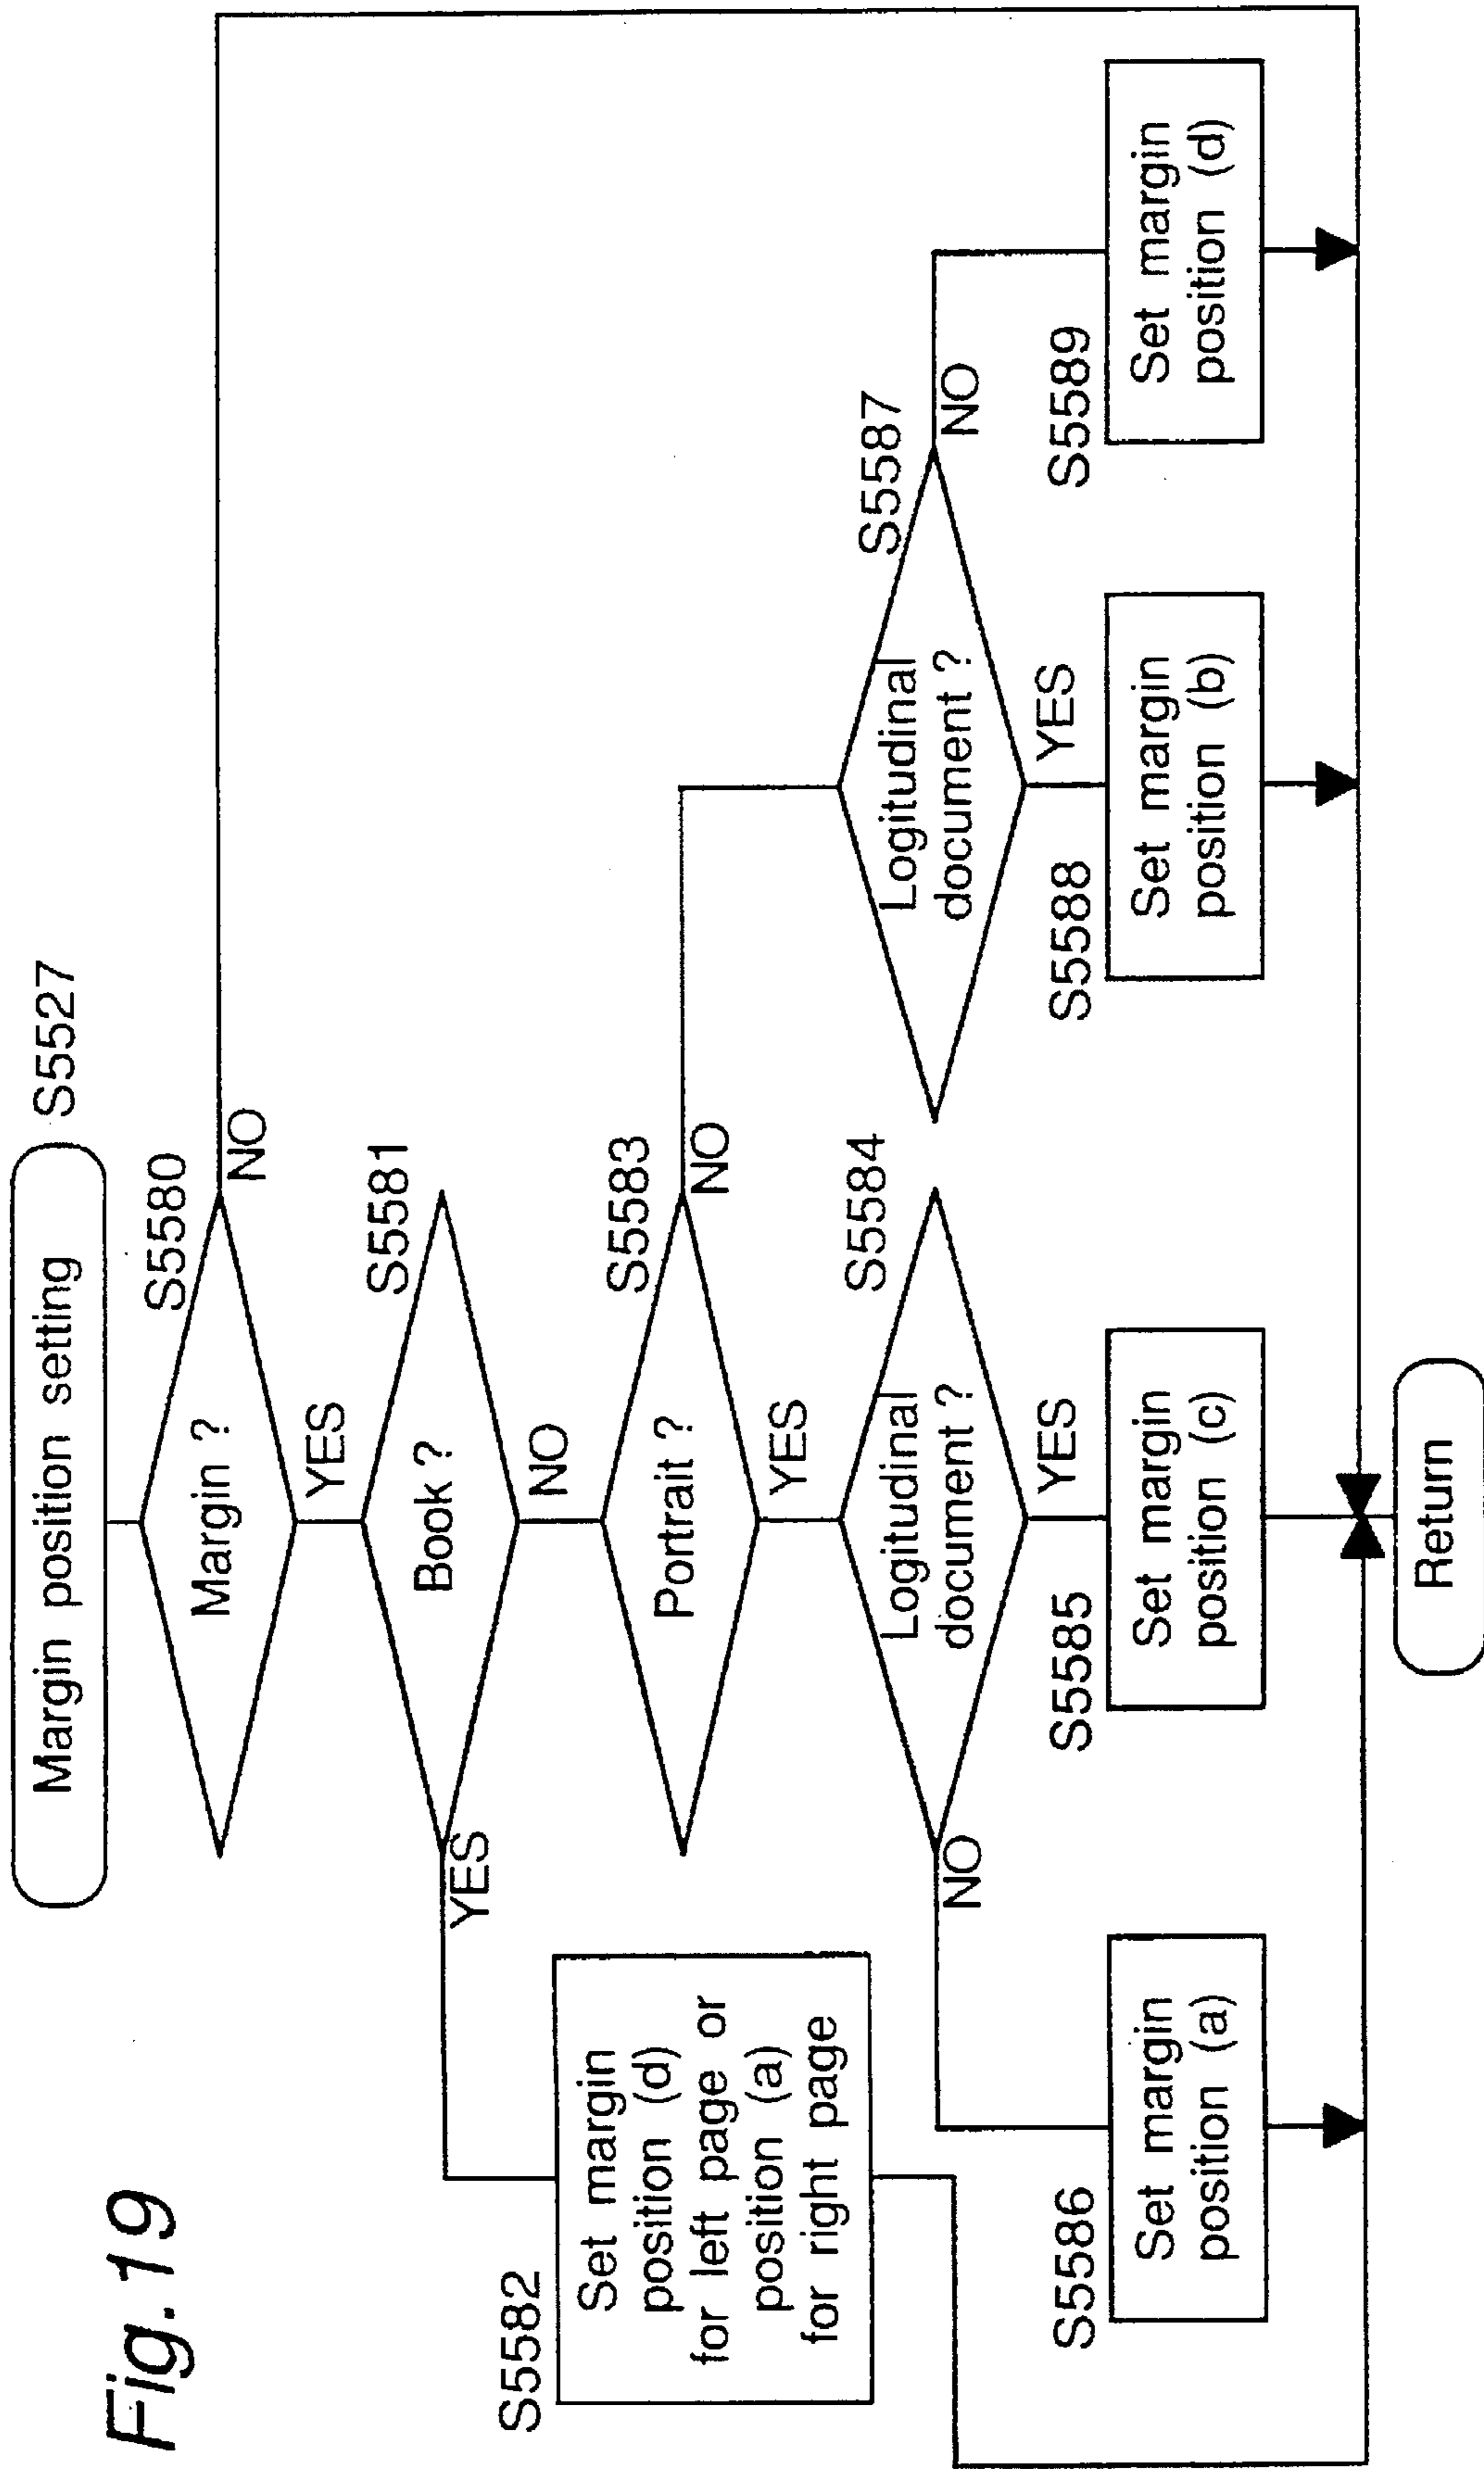 Fig.19
Margin position setting
S5527
S5580
Margin ?
NO
YES
S5581
Book ?
YES
NO
S5582
Set margin
position (d)
for left page or
position (a)
for right page
S5583
Portrait ?
NO
YES
S5584
Logitudinal
document ?
NO
YES
S5587
Logitudinal
document ?
NO
YES
S5586
Set margin
position (a)
S5585
Set margin
position (c)
S5588
Set margin
position (b)
S5589
Set margin
position (d)
Return